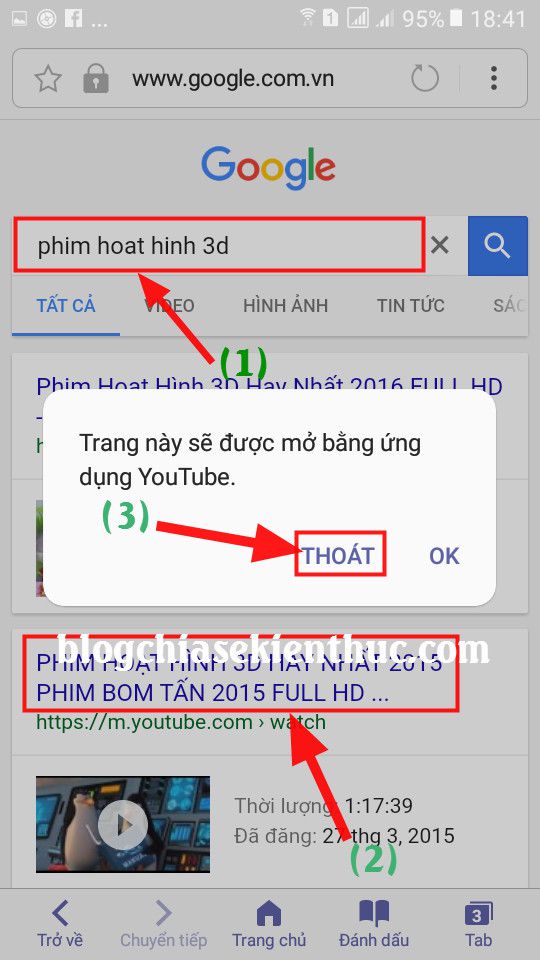 ... 1 95% 18:41
www.google.com.vn
Google
phim hoat hinh 3d
TẤT CẢ VIDEO HÌNH ẢNH TIN TỨC SÁC
(1)
Phim Hoạt Hình 3D Hay Nhất 2016 FULL HD
Trang này sẽ được mở bằng ứng
dụng YouTube.
(3)
THOÁT OK
blogchiasekienthuc.com
PHIM HOẠT HÌNH 3D HAY NHẤT 2015
PHIM BOM TẤN 2015 FULL HD ...
https://m.youtube.com › watch
Thời lượng: 1:17:39
Đã đăng: 27 thg 3, 2015
(2)
Trở về Chuyển tiếp Trang chủ Đánh dấu 3 Tab